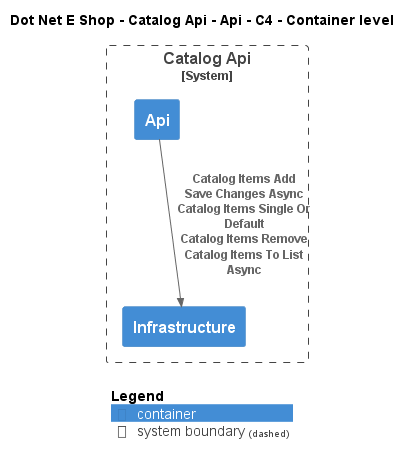 Dot Net E Shop - Catalog Api - Api - C4 - Container level
Catalog Api
[System]
Api
Catalog Items Add
Save Changes Async
Catalog Items Single Or
Default
Catalog Items Remove
Catalog Items To List
Async
Infrastructure
Legend
container
system boundary (dashed)